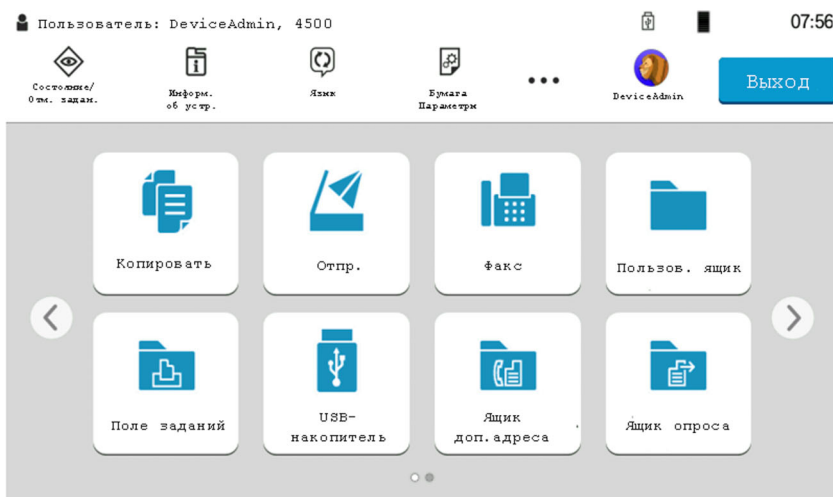 Пользователь: DeviceAdmin, 4500
07:56
Состояние/
Отм. задан.
Информ.
об устр.
Язык
Бумага
Параметры
DeviceAdmin
Выход
Копировать
Отпр.
Факс
Пользов. ящик
Поле заданий
USB-
накопитель
Ящик
доп.адреса
Ящик опроса